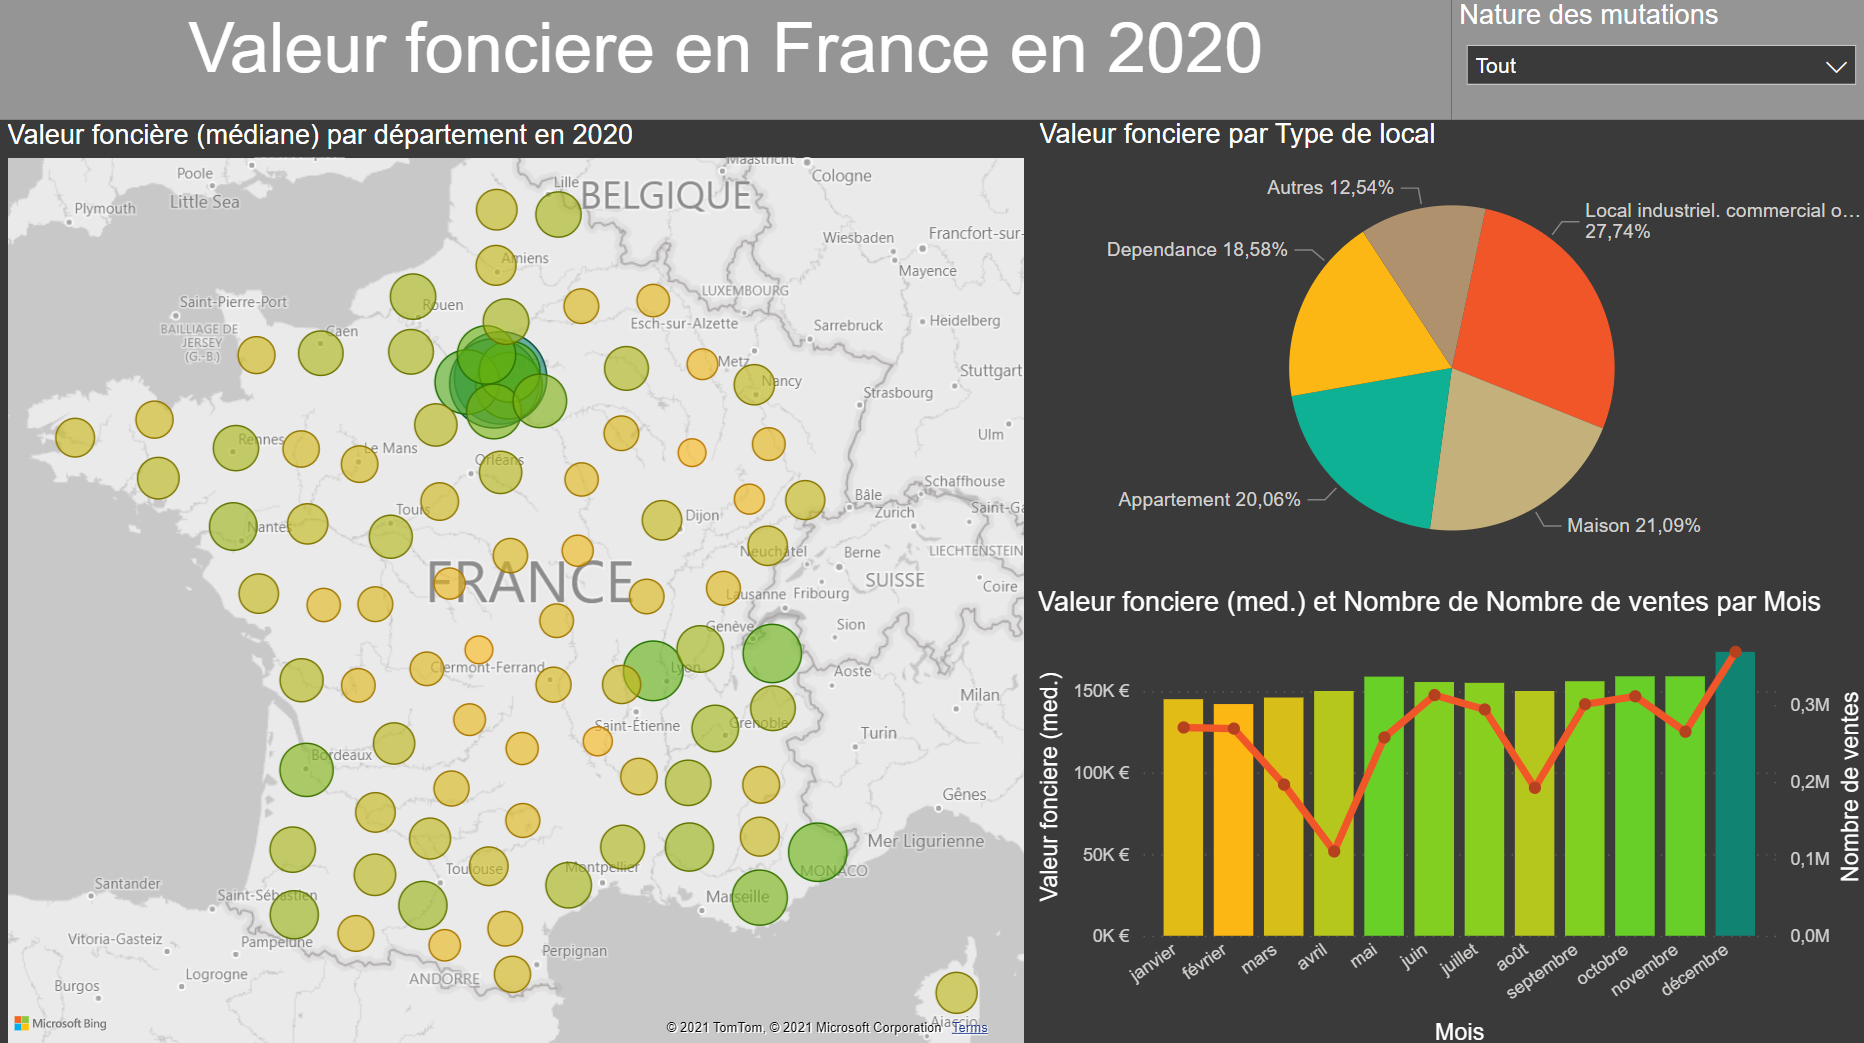 Valeur fonciere en France en 2020
Nature des mutations
Tout
Valeur foncière (médiane) par département en 2020
Poole
Little Sea
Plymouth
Lille
BELGIQUE
Maastricht
Cologne
Wiesbaden
Francfort-sur-
Mayence
Amiens
LUXEMBOURG
Saint-Pierre-Port
BAILLIAGE DE
JERSEY
(G.-B.)
Rouen
Esch-sur-Alzette
Sarrebruck
Heidelberg
Caen
Metz
Nancy
Stuttgart
Strasbourg
Rennes
Le Mans
Ulm
Orléans
Schaffhouse
Bâle
Tours
Nantes
Dijon
Zurich
Saint-Ga
Neuchâtel
Berne
LIECHTENSTEIN
FRANCE
SUISSE
Coire
Lausanne
Fribourg
Genève
Sion
Clermont-Ferrand
Lyon
Aoste
Milan
Saint-Étienne
Grenoble
Turin
Bordeaux
Gênes
Mer Ligurienne
Toulouse
Montpellier
MONACO
Santander
Saint-Sébastien
Marseille
Vitoria-Gasteiz
Pampelune
Perpignan
Logrogne
ANDORRE
Burgos
Ajaccio
Microsoft Bing
© 2021 TomTom, © 2021 Microsoft Corporation Terms
Valeur fonciere par Type de local
Autres 12,54%
Local industriel. commercial o…
27,74%
Dependance 18,58%
Appartement 20,06%
Maison 21,09%
Valeur fonciere (med.) et Nombre de Nombre de ventes par Mois
Valeur fonciere (med.)
150K €
100K €
50K €
0K €
0,3M
0,2M
0,1M
0,0M
Nombre de ventes
janvier
février
mars
avril
mai
juin
juillet
août
septembre
octobre
novembre
décembre
Mois